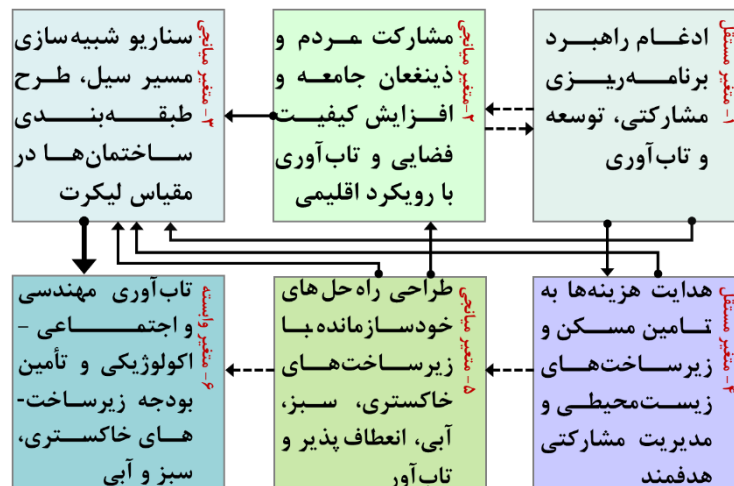 ۱- متغیر مستقل
ادغام راهبرد
برنامه‌ریزی
مشارکتی، توسعه
و تاب‌آوری
۲- متغیر میانجی
مشارکت مردم و
ذینغعان جامعه و
افزایش کیفیت
فضایی و تاب‌آوری
با رویکرد اقلیمی
۳- متغیر میانجی
سناریو شبیه‌سازی
مسیر سیل، طرح
طبقه‌بندی
ساختمان‌ها در
مقیاس لیکرت
۴- متغیر مستقل
هدایت هزینه‌ها به
تامین مسکن و
زیرساخت‌های
زیست‌محیطی و
مدیریت مشارکتی
هدفمند
۵- متغیر میانجی
طراحی راه‌حل‌های
خودسازمانده با
زیرساخت‌های
خاکستری، سبز،
آبی، انعطاف‌پذیر و
تاب‌آور
۶- متغیر وابسته
تاب‌آوری مهندسی
و اجتماعی -
اکولوژیکی و تأمین
بودجه زیرساخت-
های خاکستری،
سبز و آبی